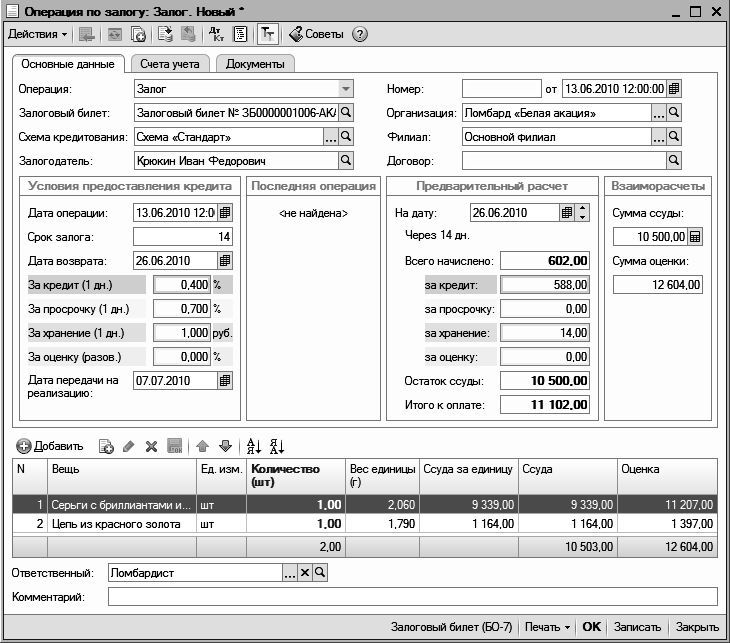 Операция по залогу: Залог. Новый *
Действия Дт Кт Тт Советы
Основные данные Счета учета Документы
Операция: Залог Номер: от 13.06.2010 12:00:00
Залоговый билет: Залоговый билет № ЗБ0000001006-АКА Организация: Ломбард «Белая акация»
Схема кредитования: Схема «Стандарт» ... Филиал: Основной филиал ...
Залогодатель: Крюкин Иван Федорович Договор:
Условия предоставления кредита Последняя операция Предварительный расчет Взаиморасчеты
Дата операции: 13.06.2010 12:0 <не найдена> На дату: 26.06.2010 Сумма ссуды:
Срок залога: 14 Через 14 дн. 10 500,00
Дата возврата: 26.06.2010 Всего начислено: 602,00 Сумма оценки:
За кредит (1 дн.) 0,400 % за кредит: 588,00 12 604,00
За просрочку (1 дн.) 0,700 % за просрочку: 0,00
За хранение (1 дн.) 1,000 руб. за хранение: 14,00
За оценку (разов.) 0,000 % за оценку: 0,00
Дата передачи на реализацию: 07.07.2010 Остаток ссуды: 10 500,00
Итого к оплате: 11 102,00
Добавить
N Вещь Ед. изм. Количество (шт) Вес единицы (г) Ссуда за единицу Ссуда Оценка
1 Серьги с бриллиантами и... шт 1,00 2,060 9 339,00 9 339,00 11 207,00
2 Цепь из красного золота шт 1,00 1,790 1 164,00 1 164,00 1 397,00
2,00 10 503,00 12 604,00
Ответственный: Ломбардист ...
Комментарий:
Залоговый билет (БО-7) Печать OK Записать Закрыть